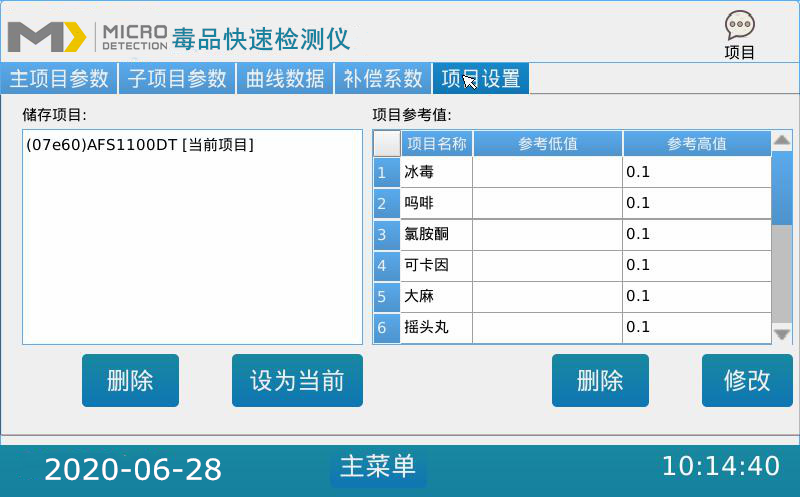 MICRO DETECTION 毒品快速检测仪
项目
主项目参数 子项目参数 曲线数据 补偿系数 项目设置
储存项目: 项目参考值:
(07e60)AFS1100DT [当前项目]
项目名称 参考低值 参考高值
1 冰毒 0.1
2 吗啡 0.1
3 氯胺酮 0.1
4 可卡因 0.1
5 大麻 0.1
6 摇头丸 0.1
删除 设为当前 删除 修改
2020-06-28 主菜单 10:14:40